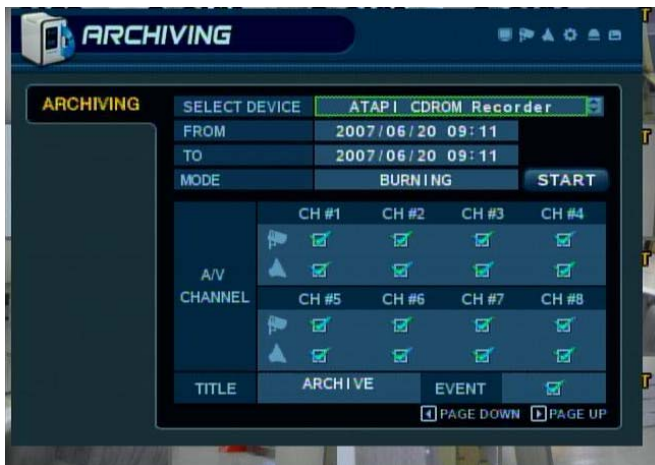 ARCHIVING
ARCHIVING
SELECT DEVICE ATAPI CDROM Recorder
FROM 2007/06/20 09:11
TO 2007/06/20 09:11
MODE BURNING START
CH #1 CH #2 CH #3 CH #4
A/V
CHANNEL
CH #5 CH #6 CH #7 CH #8
TITLE ARCHIVE EVENT
PAGE DOWN PAGE UP